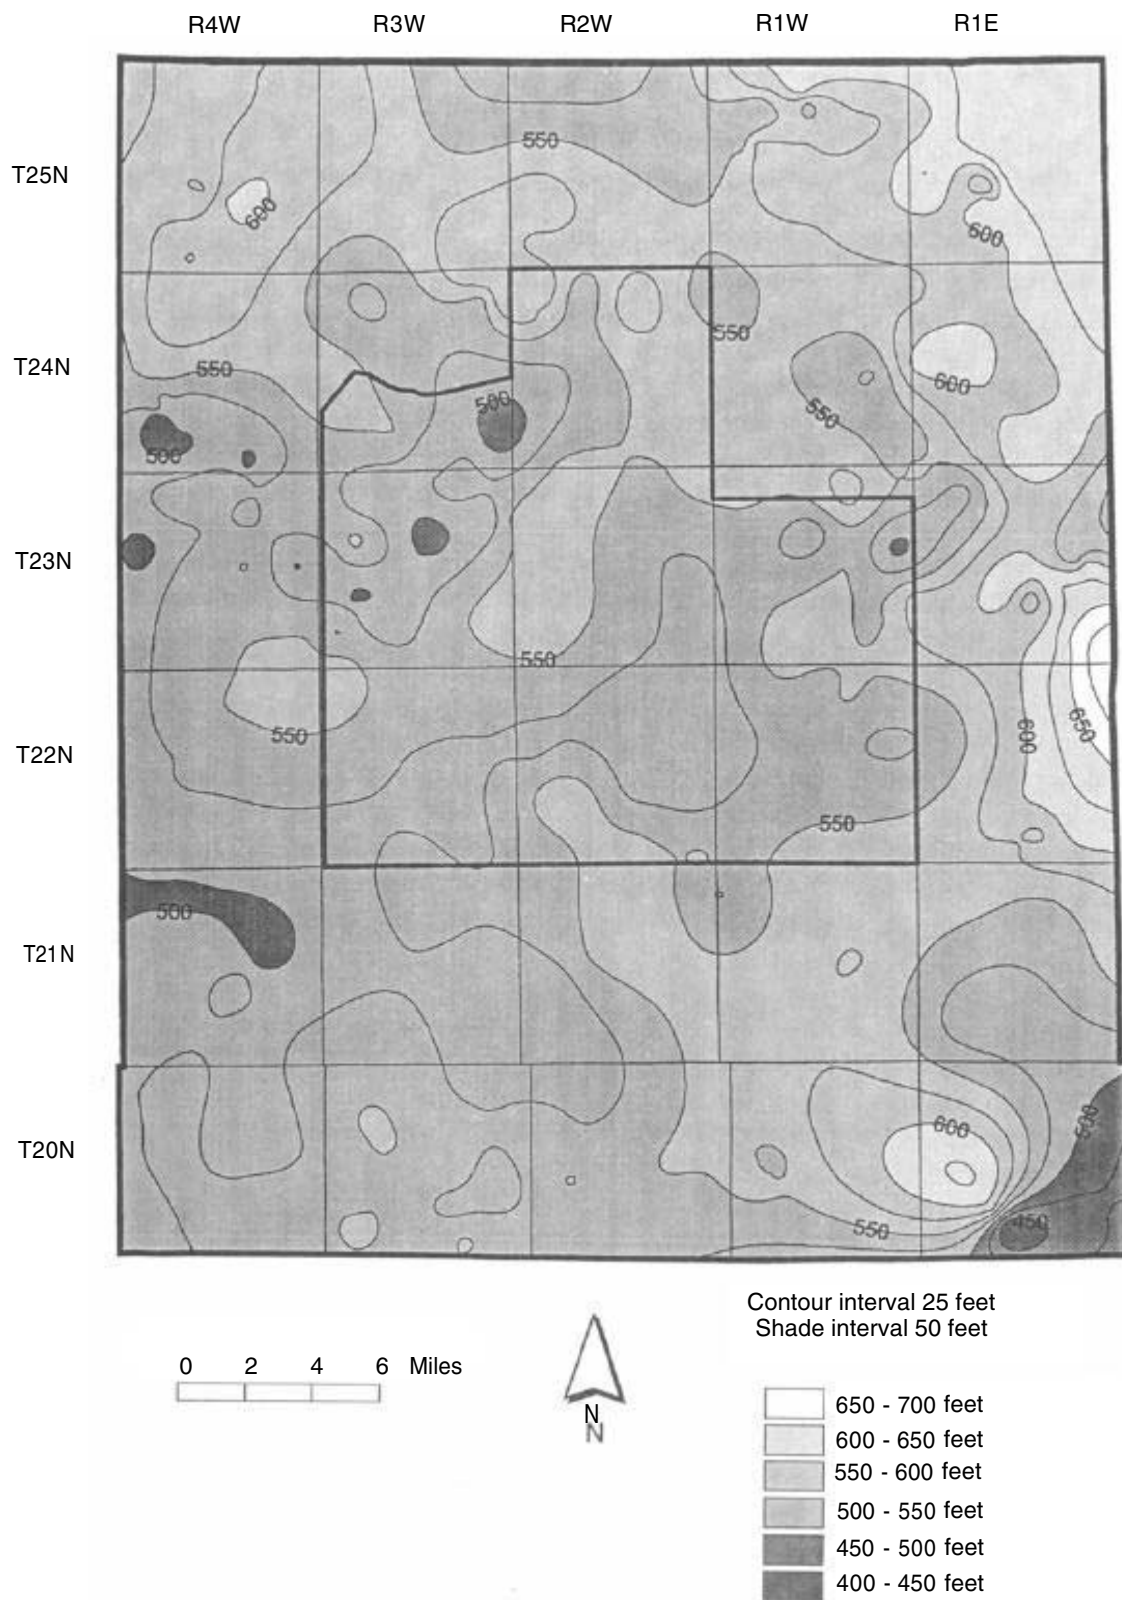 R4W R3W R2W R1W R1E
550
T25N
600
600
550
T24N
550
600
500
550
500
T23N
550
600
650
550
T22N
550
500
T21N
500
600
T20N
450
550
Contour interval 25 feet
Shade interval 50 feet
0 2 4 6 Miles
650 - 700 feet
N
N
600 - 650 feet
550 - 600 feet
500 - 550 feet
450 - 500 feet
400 - 450 feet